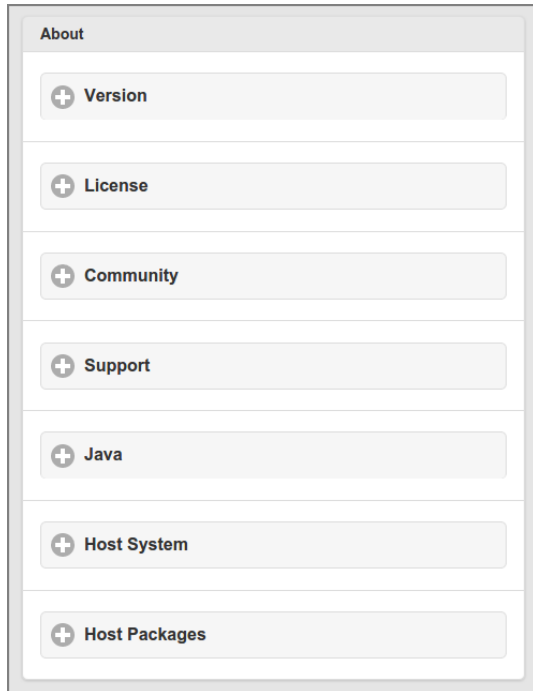 About
Version
License
Community
Support
Java
Host System
Host Packages